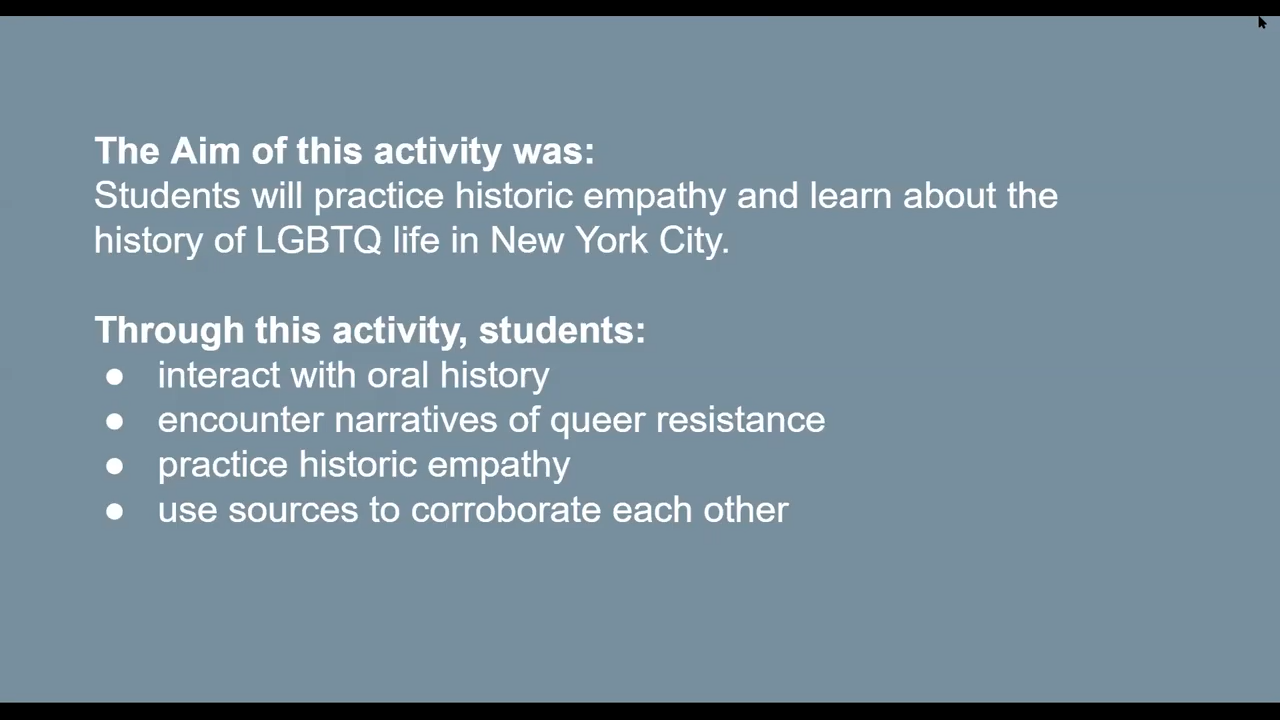 The Aim of this activity was:
Students will practice historic empathy and learn about the
history of LGBTQ life in New York City.
Through this activity, students:
● interact with oral history
● encounter narratives of queer resistance
● practice historic empathy
● use sources to corroborate each other